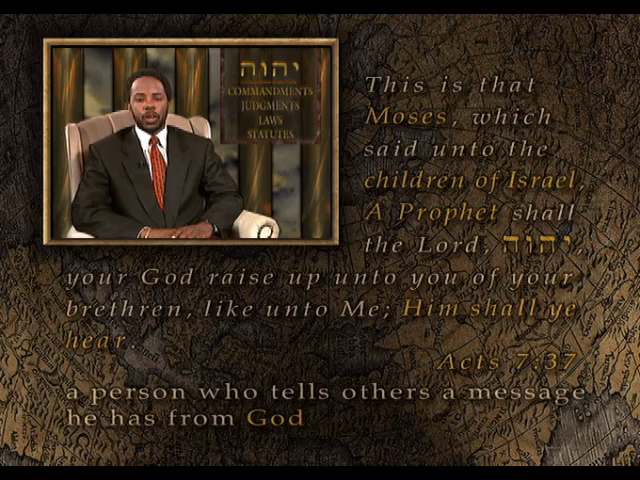 יהוה
COMMANDMENTS
JUDGMENTS
LAWS
STATUTES
This is that
Moses, which
said unto the
children of Israel,
A Prophet shall
the Lord, יהוה,
your God raise up unto you of your
brethren, like unto Me; Him shall ye
hear.
Acts 7:37
a person who tells others a message
he has from God